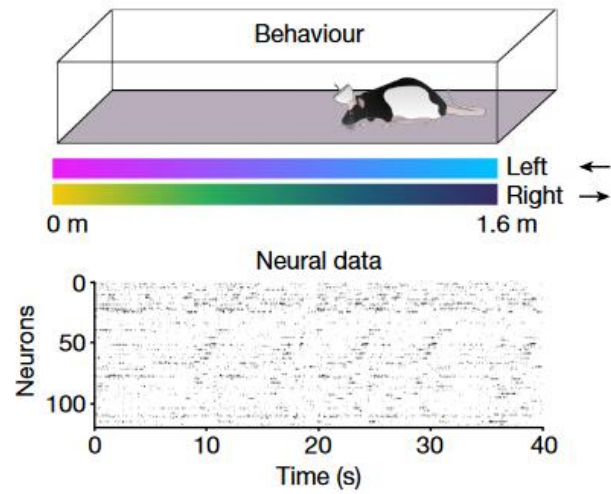 Behaviour
Left ←
Right →
0 m 1.6 m
Neural data
Neurons
0
50
100
0 10 20 30 40
Time (s)